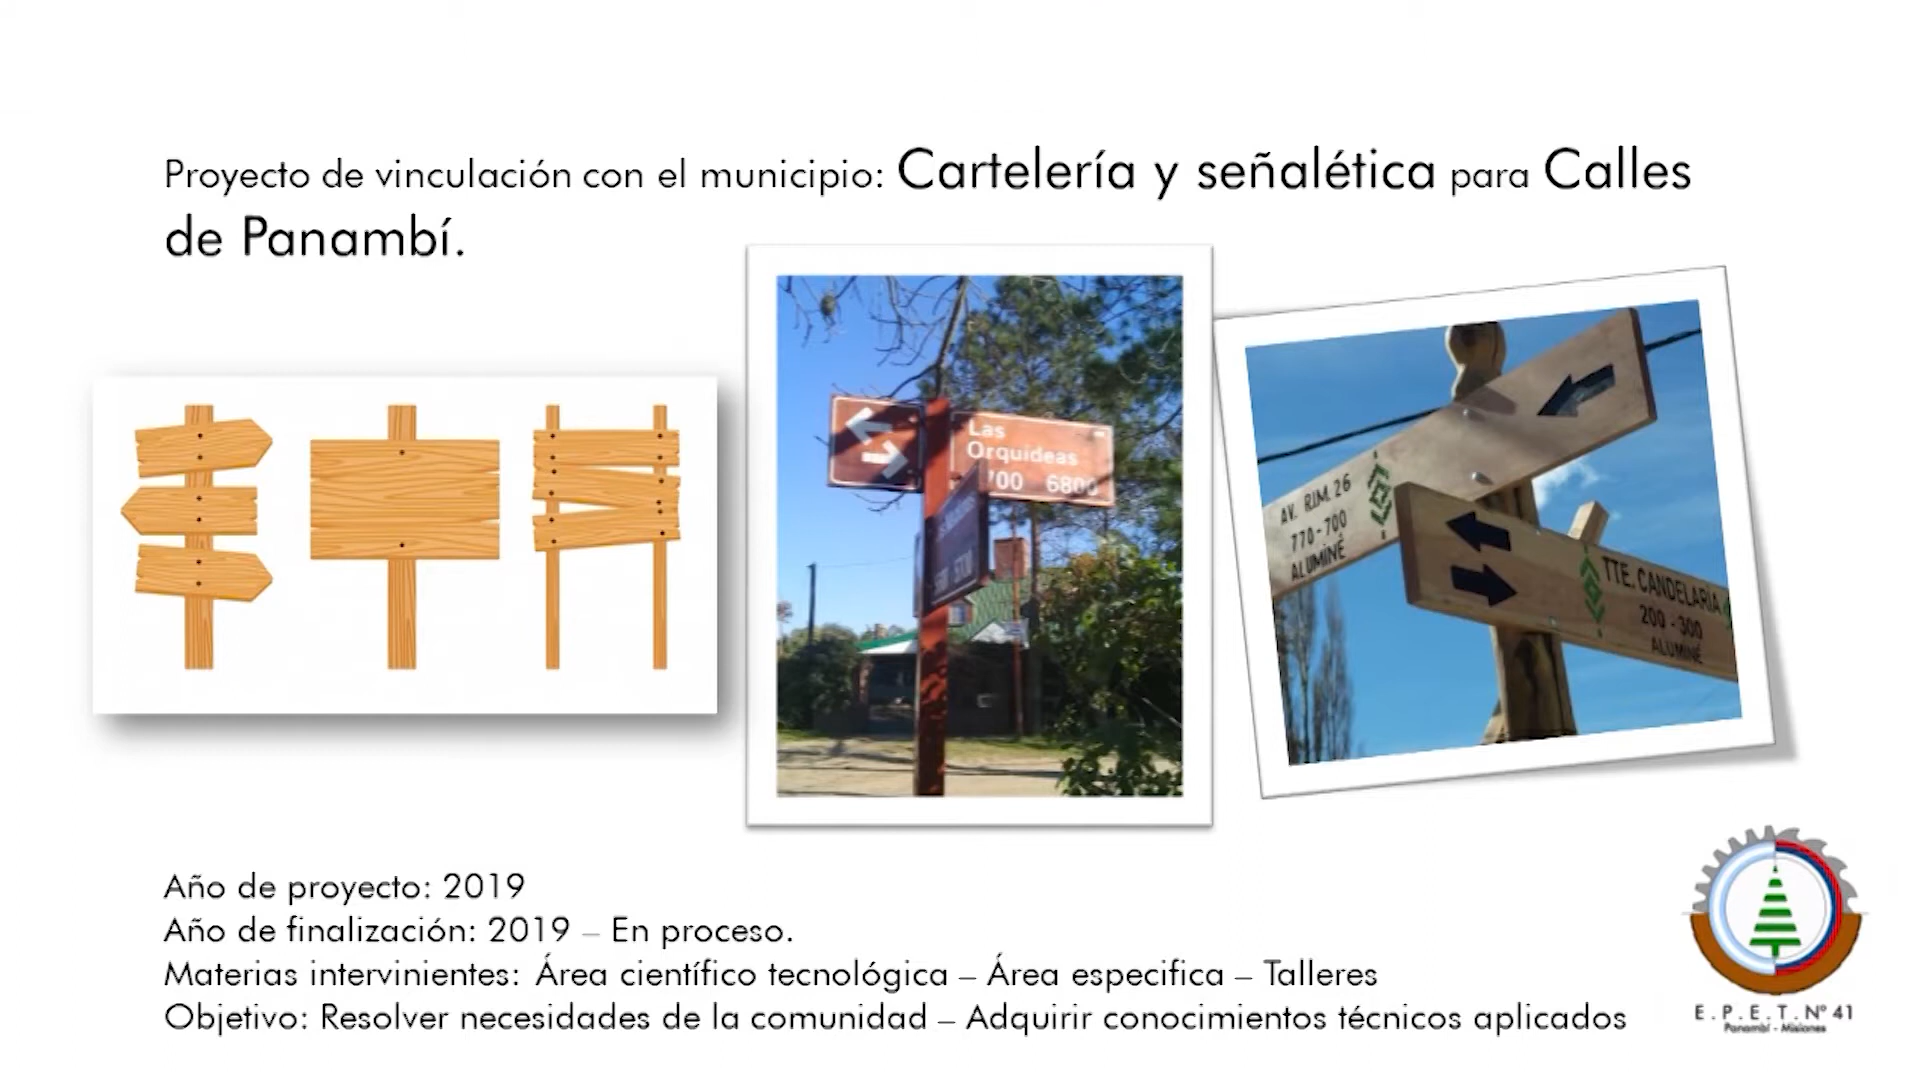 Proyecto de vinculación con el municipio: Cartelería y señalética para Calles
de Panambí.
Las
Orquideas
700 6800
AV. R.I.M. 26
770-700
ALUMINÉ
TTE. CANDELARIA
200-300
ALUMINÉ
Año de proyecto: 2019
Año de finalización: 2019 – En proceso.
Materias intervinientes: Área científico tecnológica – Área especifica – Talleres
Objetivo: Resolver necesidades de la comunidad – Adquirir conocimientos técnicos aplicados
E.P.E.T. Nº 41
Panambí - Misiones